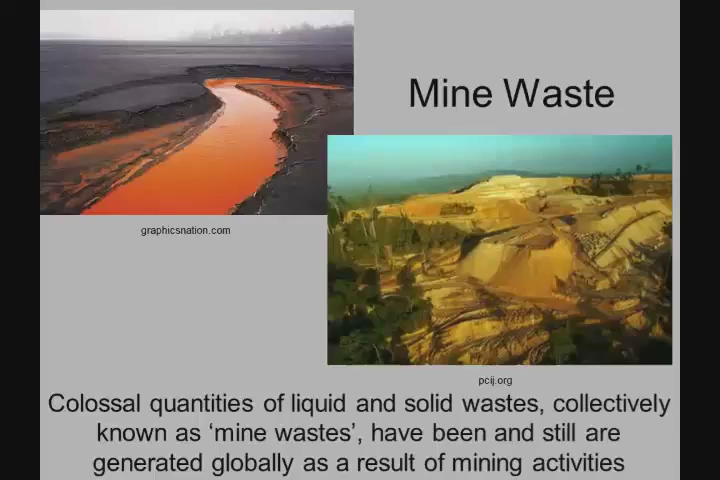 Mine Waste
graphicsnation.com
pcij.org
Colossal quantities of liquid and solid wastes, collectively
known as ‘mine wastes’, have been and still are
generated globally as a result of mining activities